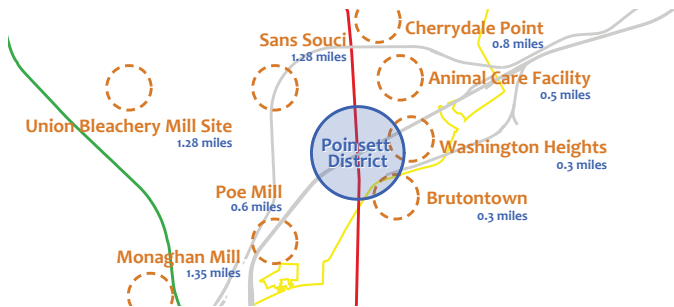 Cherrydale Point
0.8 miles
Sans Souci
1.28 miles
Animal Care Facility
0.5 miles
Union Bleachery Mill Site
1.28 miles
Poinsett
District
Washington Heights
0.3 miles
Poe Mill
0.6 miles
Brutontown
0.3 miles
Monaghan Mill
1.35 miles